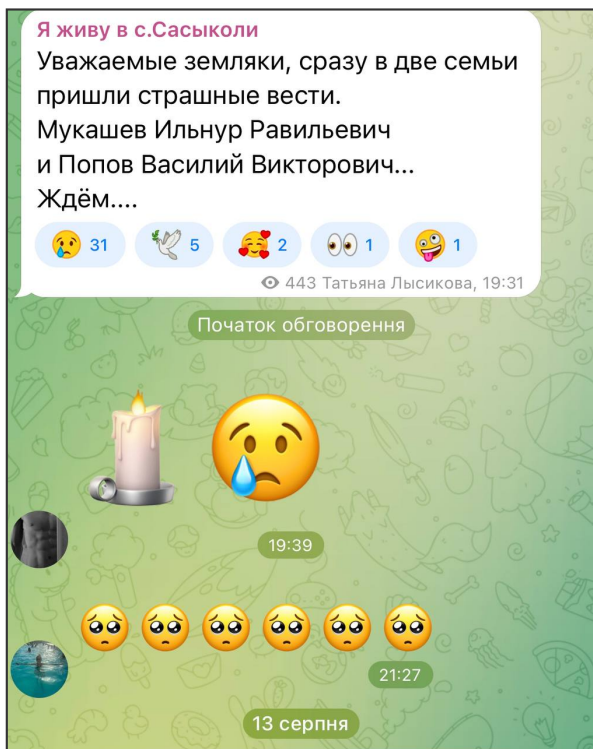 Я живу в с.Сасыколи
Уважаемые земляки, сразу в две семьи
пришли страшные вести.
Мукашев Ильнур Равильевич
и Попов Василий Викторович...
Ждём....
31 5 2 1 1
443 Татьяна Лысикова, 19:31
Початок обговорення
19:39
21:27
13 серпня